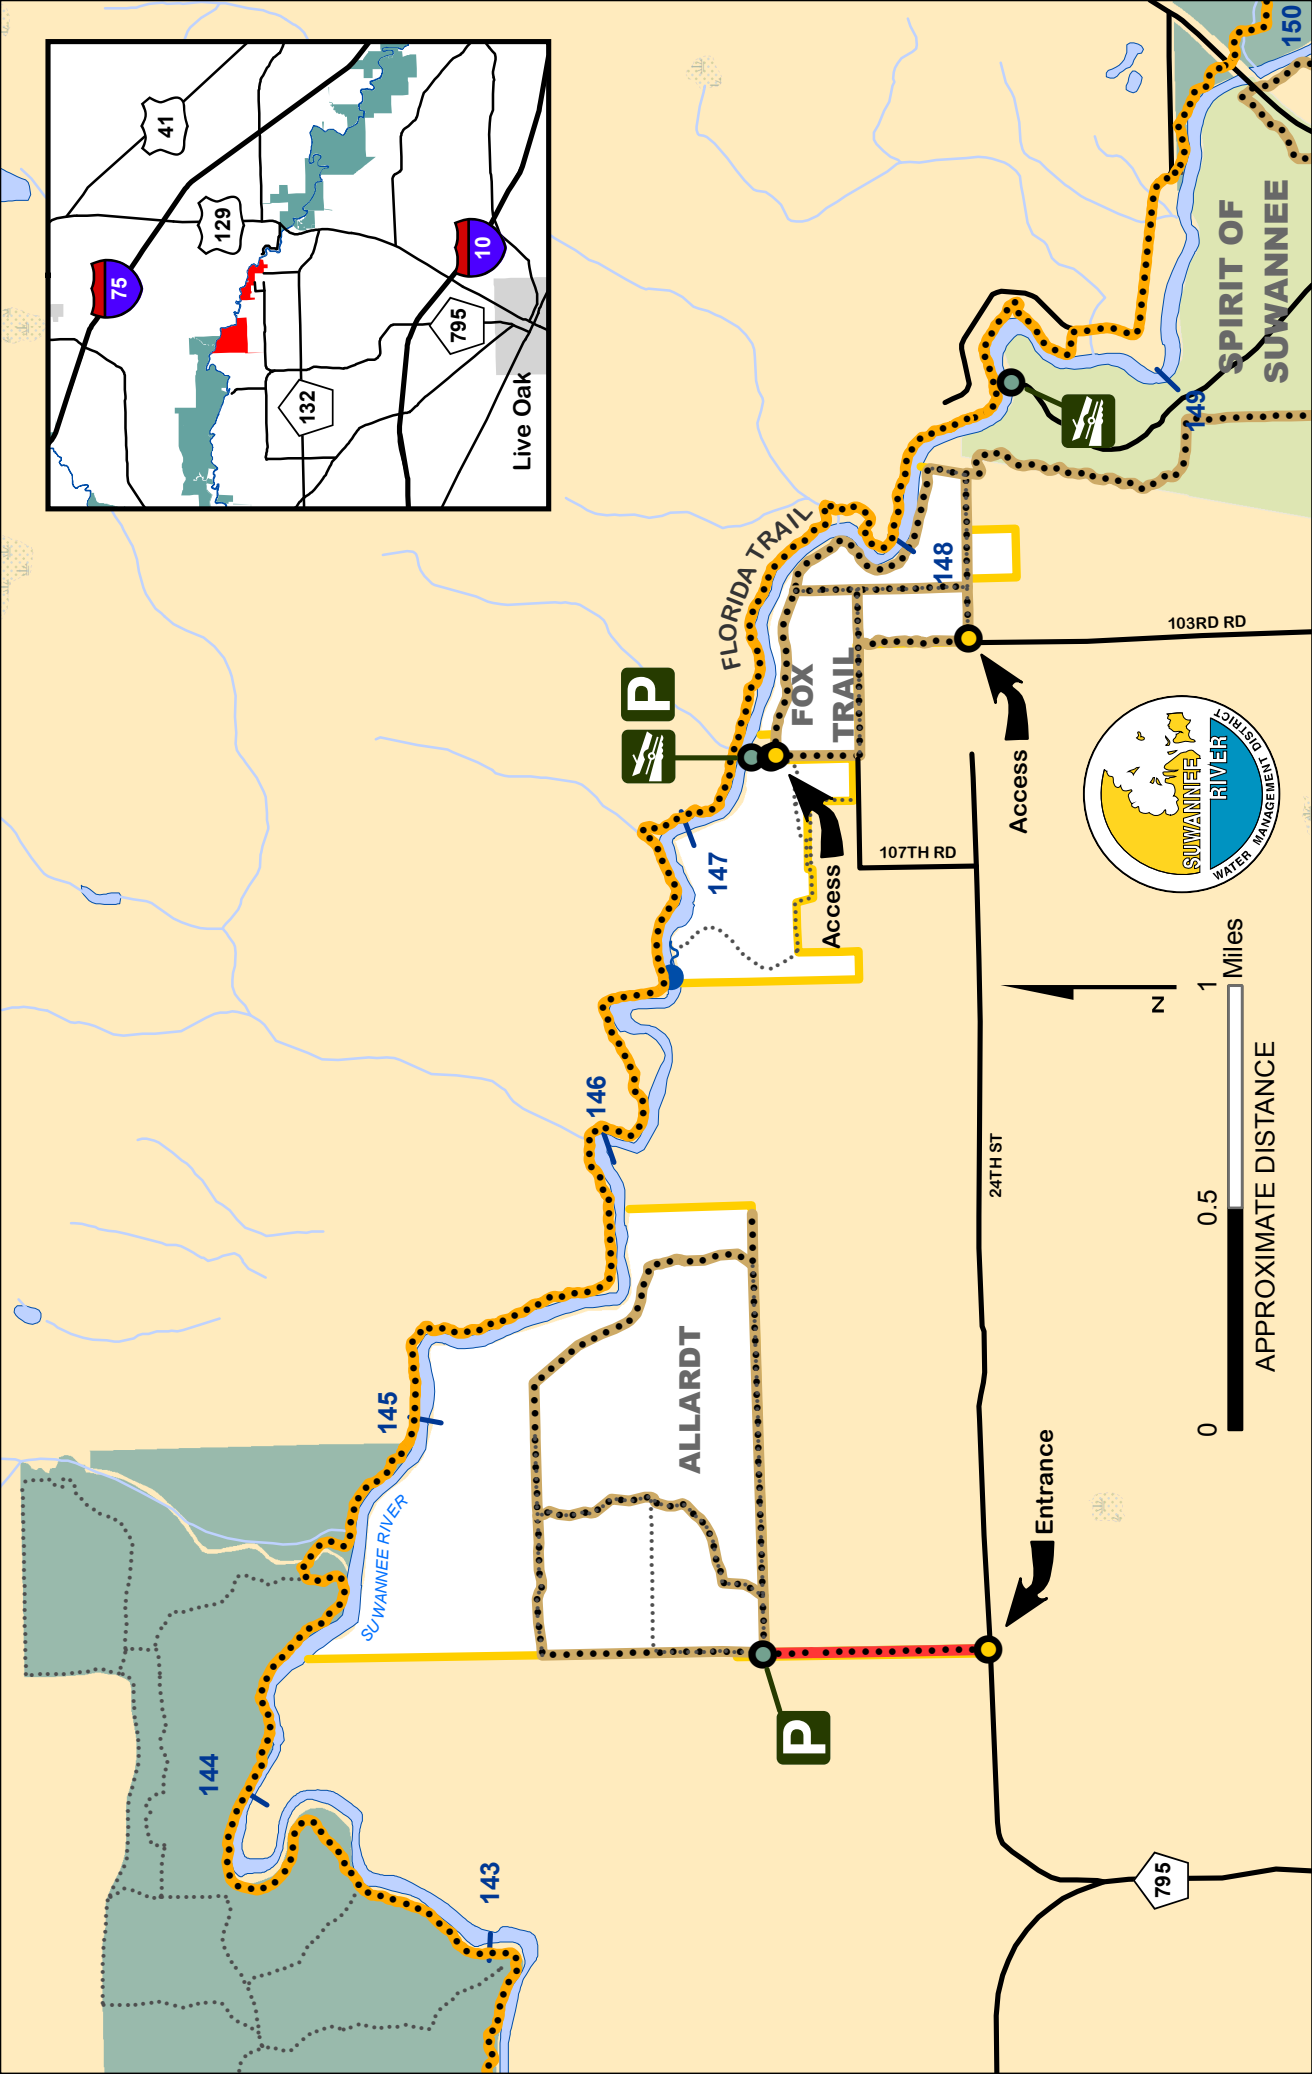 41
129
75
10
795
132
Live Oak
150
SPIRIT OF
SUWANNEE
149
148
FLORIDA TRAIL
FOX
TRAIL
P
103RD RD
Access
Access
107TH RD
147
146
145
144
143
24TH ST
ALLARDT
SUWANNEE RIVER
P
Entrance
795
SUWANNEE
RIVER
WATER MANAGEMENT DISTRICT
N
0 0.5 1 Miles
APPROXIMATE DISTANCE